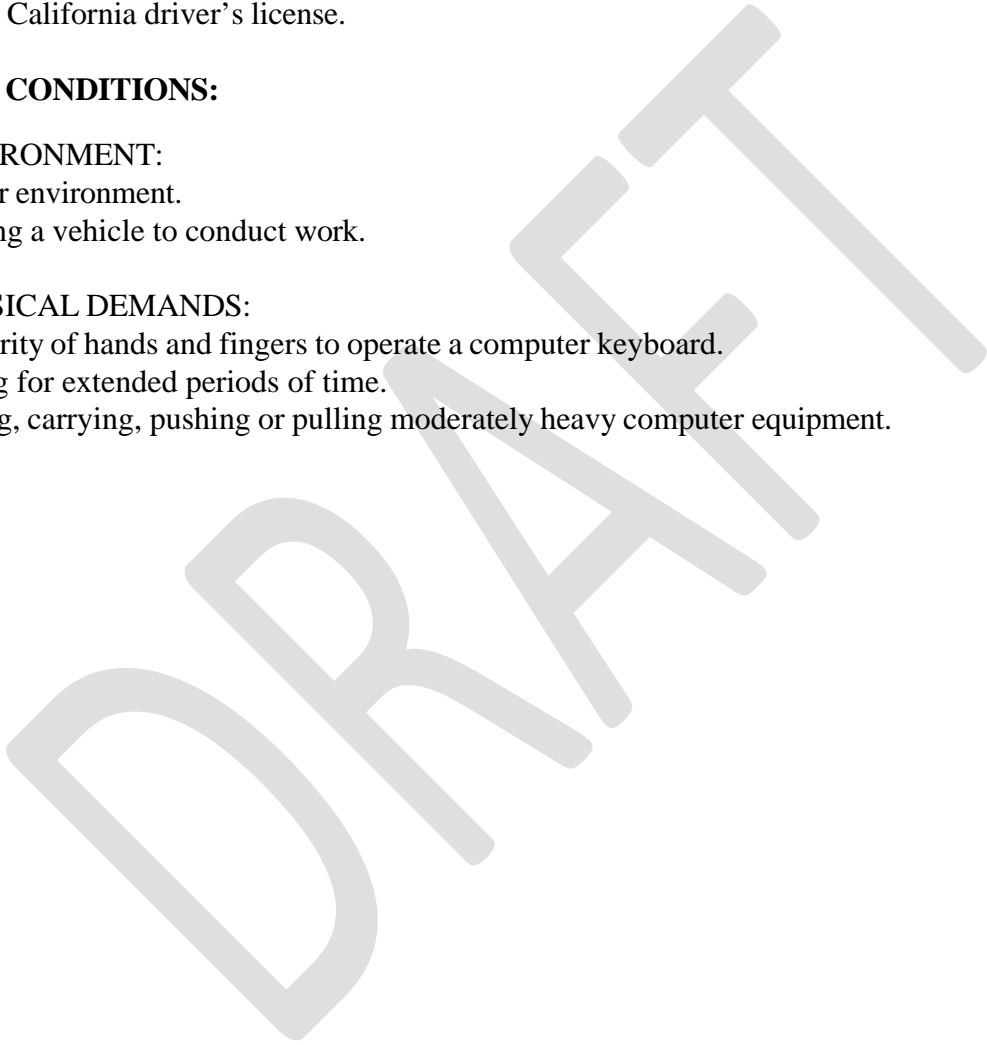 California driver’s license.
CONDITIONS:
RONMENT:
r environment.
ng a vehicle to conduct work.
SICAL DEMANDS:
rity of hands and fingers to operate a computer keyboard.
g for extended periods of time.
g, carrying, pushing or pulling moderately heavy computer equipment.
DRAFT